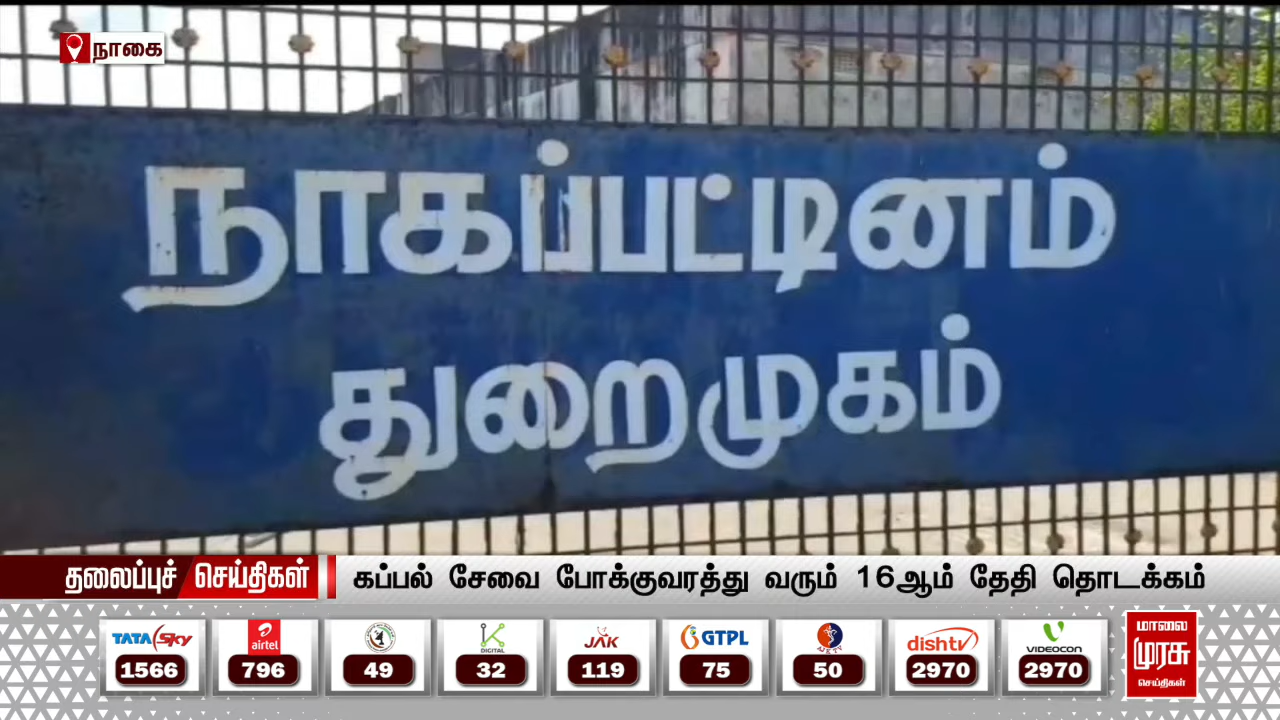 நாகை
நாகப்பட்டினம்
துறைமுகம்
தலைப்புச் செய்திகள் கப்பல் சேவை போக்குவரத்து வரும் 16ஆம் தேதி தொடக்கம்
TATA Sky airtel DIGITAL JAK GTPL AKTV dishtv VIDEOCON
1566 796 49 32 119 75 50 2970 2970
மாலை
முரசு
செய்திகள்